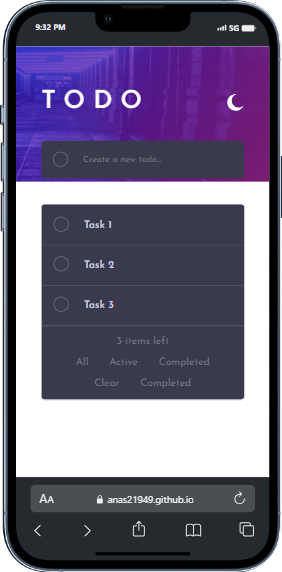 9:32 PM 5G
TODO
Create a new todo...
Task 1
Task 2
Task 3
3 items left
All Active Completed
Clear Completed
AA anas21949.github.io